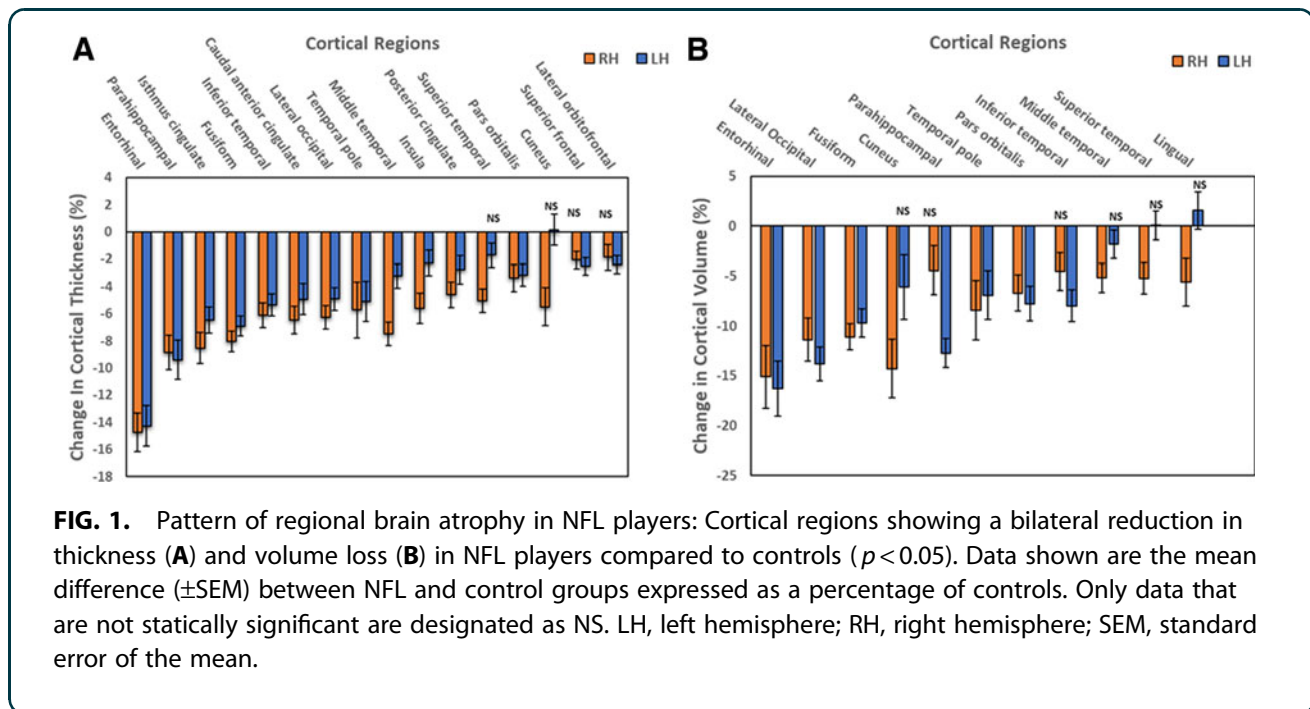 A
Cortical Regions
RH LH
Entorhinal
Parahippocampal
Isthmus cingulate
Fusiform
Inferior temporal
Caudal anterior cingulate
Lateral occipital
Temporal pole
Middle temporal
Insula
Posterior cingulate
Superior temporal
Pars orbitalis
Cuneus
Superior frontal
Lateral orbitofrontal
Change In Cortical Thickness (%)
4
2
0
-2
-4
-6
-8
-10
-12
-14
-16
-18
NS
NS
NS
NS
B
Cortical Regions
RH LH
Entorhinal
Lateral Occipital
Fusiform
Cuneus
Parahippocampal
Temporal pole
Pars orbitalis
Inferior temporal
Middle temporal
Superior temporal
Lingual
Change in Cortical Volume (%)
5
0
-5
-10
-15
-20
-25
NS
NS
NS
NS
NS
NS
FIG. 1. Pattern of regional brain atrophy in NFL players: Cortical regions showing a bilateral reduction in
thickness (A) and volume loss (B) in NFL players compared to controls (p < 0.05). Data shown are the mean
difference (±SEM) between NFL and control groups expressed as a percentage of controls. Only data that
are not statically significant are designated as NS. LH, left hemisphere; RH, right hemisphere; SEM, standard
error of the mean.